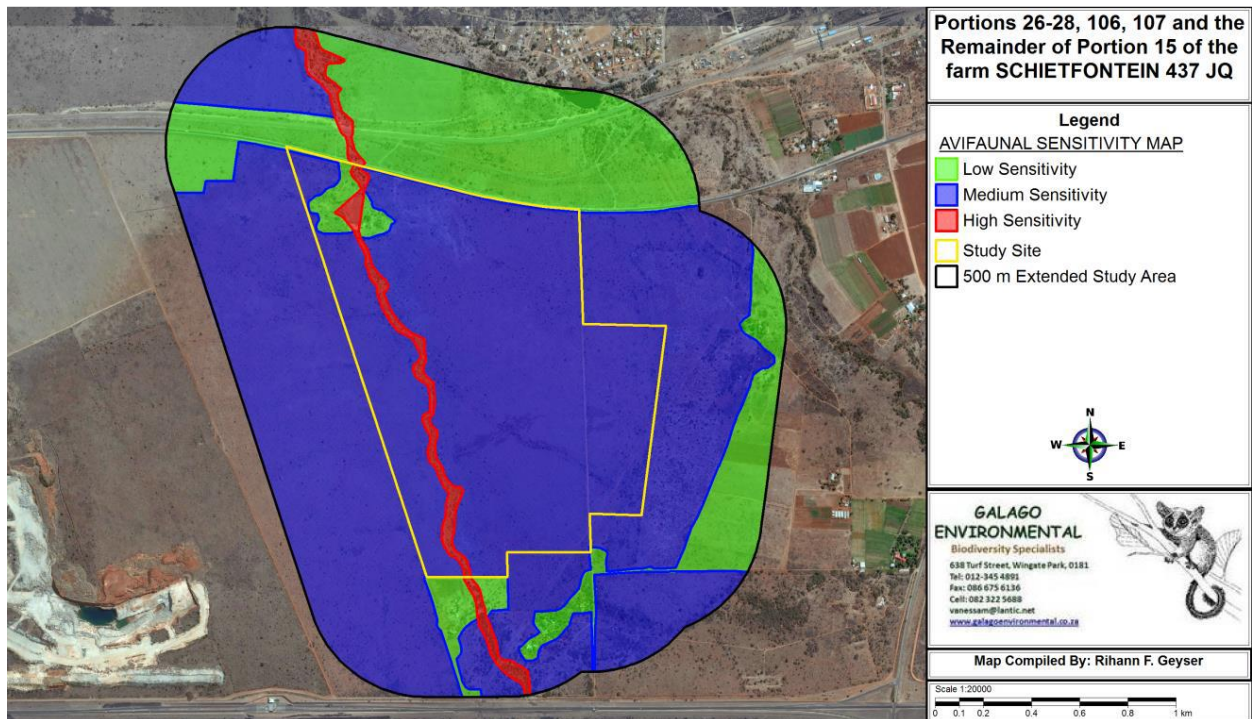 Portions 26-28, 106, 107 and the
Remainder of Portion 15 of the
farm SCHIETFONTEIN 437 JQ
Legend
AVIFAUNAL SENSITIVITY MAP
Low Sensitivity
Medium Sensitivity
High Sensitivity
Study Site
500 m Extended Study Area
N
W E
S
GALAGO
ENVIRONMENTAL
Biodiversity Specialists
638 Turf Street, Wingate Park, 0181
Tel: 012-345 4891
Fax: 086 675 6136
Cell: 082 322 5688
vanessam@lantic.net
www.galagoenvironmental.co.za
Map Compiled By: Rihann F. Geyser
Scale 1:20000
0 0.1 0.2 0.4 0.6 0.8 1 km